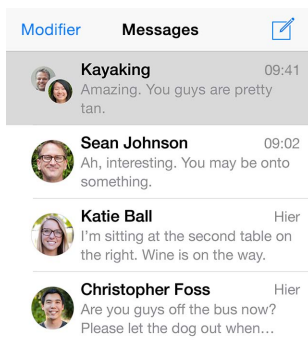 Modifier Messages
Kayaking 09:41
Amazing. You guys are pretty
tan.
Sean Johnson 09:02
Ah, interesting. You may be onto
something.
Katie Ball Hier
I'm sitting at the second table on
the right. Wine is on the way.
Christopher Foss Hier
Are you guys off the bus now?
Please let the dog out when…